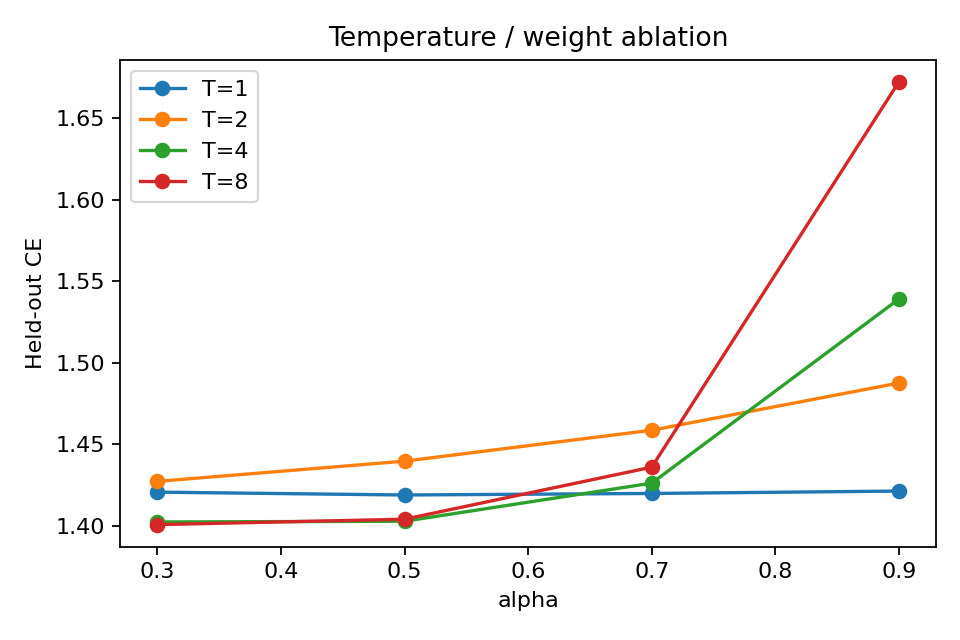 Temperature / weight ablation
T=1
T=2
T=4
T=8
1.65
1.60
1.55
1.50
1.45
1.40
Held-out CE
0.3 0.4 0.5 0.6 0.7 0.8 0.9
alpha